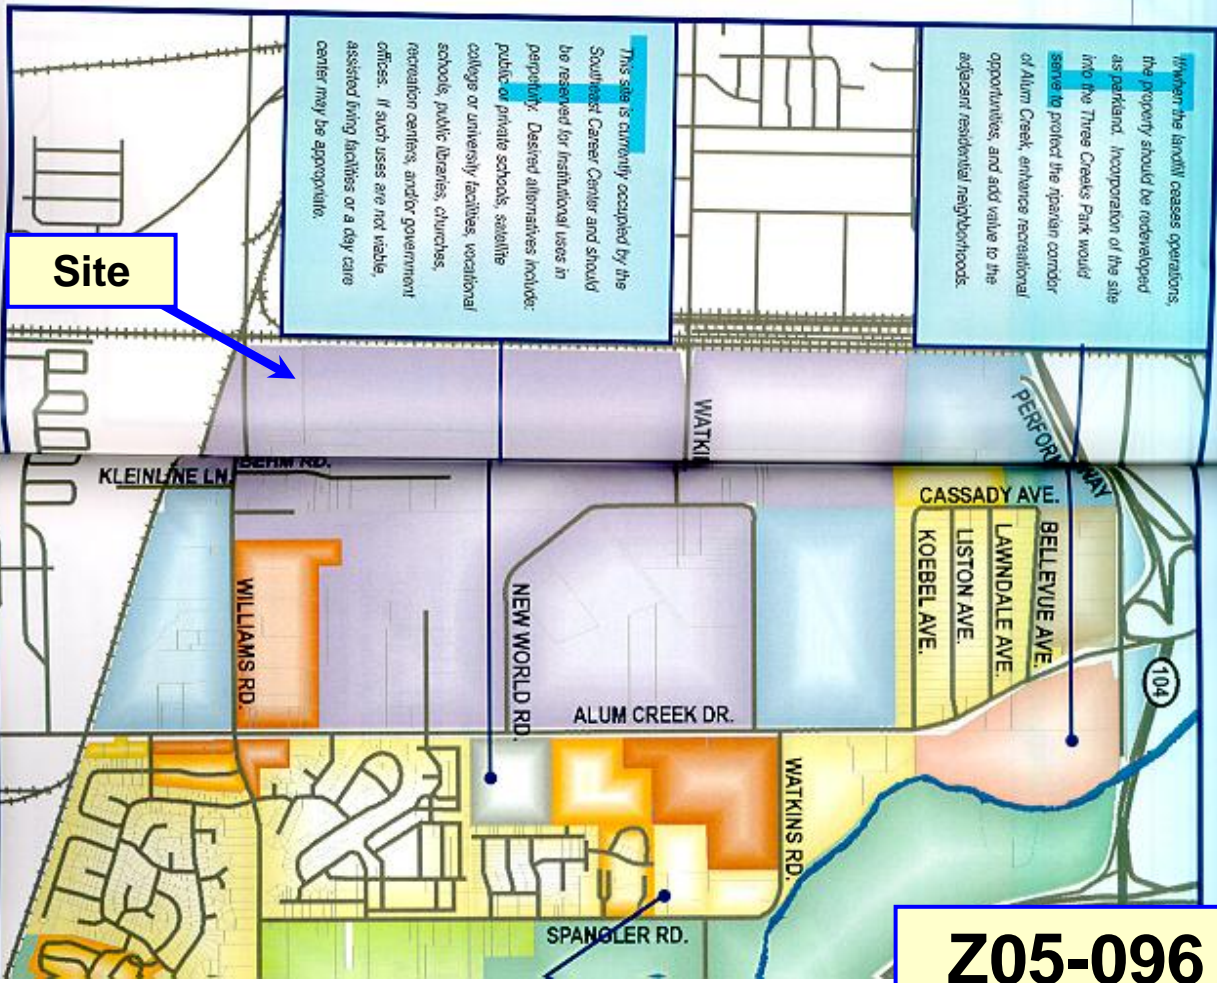 This site is currently occupied by the
Southeast Career Center and should
be reserved for institutional uses in
perpetuity. Desired alternatives include:
public or private schools, satellite
college or university facilities, vocational
schools, public libraries, churches,
recreation centers, and/or government
offices. If such uses are not viable,
assisted living facilities or a day care
center may be appropriate.
If/when the landfill ceases operations,
the property should be redeveloped
as parkland. Incorporation of the site
into the Three Creeks Park would
serve to protect the riparian corridor
of Alum Creek, enhance recreational
opportunities, and add value to the
adjacent residential neighborhoods.
Site
WATKIN
PERFORM
WAY
KLEINLINE LN.
BEHM RD.
CASSADY AVE.
KOEBEL AVE.
LISTON AVE.
LAWNDALE AVE.
BELLEVUE AVE.
WILLIAMS RD.
NEW WORLD RD.
104
ALUM CREEK DR.
WATKINS RD.
SPANGLER RD.
Z05-096